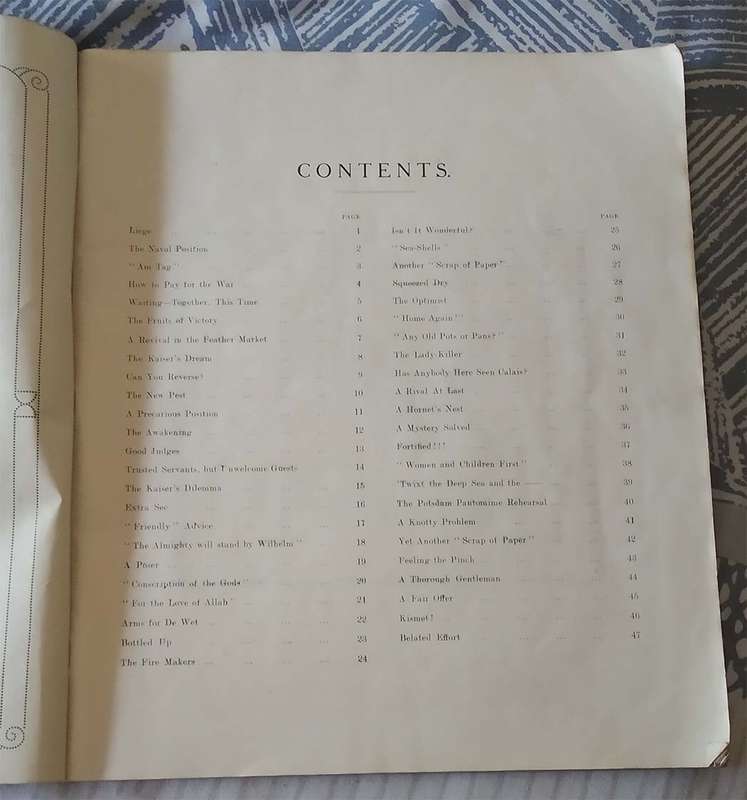 CONTENTS.
PAGE
Liege 1
The Naval Position 2
"Am Tag" 3
How to Pay for the War 4
Waiting—Together, This Time 5
The Fruits of Victory 6
A Revival in the Feather Market 7
The Kaiser's Dream 8
Can You Reverse? 9
The New Pest 10
A Precarious Position 11
The Awakening 12
Good Judges 13
Trusted Servants, but Unwelcome Guests 14
The Kaiser's Dilemma 15
Extra Sec 16
"Friendly" Advice 17
"The Almighty will stand by Wilhelm" 18
A Poser 19
"Conscription of the Gods" 20
"For the Love of Allah" 21
Arms for De Wet 22
Bottled Up 23
The Fire Makers 24
PAGE
Isn't It Wonderful? 25
"Sea-Shells" 26
Another "Scrap of Paper" 27
Squeezed Dry 28
The Optimist 29
"Home Again!" 30
"Any Old Pots or Pans?" 31
The Lady-Killer 32
Has Anybody Here Seen Calais? 33
A Rival At Last 34
A Hornet's Nest 35
A Mystery Solved 36
Fortified!!! 37
"Women and Children First" 38
'Twixt the Deep Sea and the —— 39
The Potsdam Pantomime Rehearsal 40
A Knotty Problem 41
Yet Another "Scrap of Paper" 42
Feeling the Pinch 43
A Thorough Gentleman 44
A Fair Offer 45
Kismet! 46
Belated Effort 47